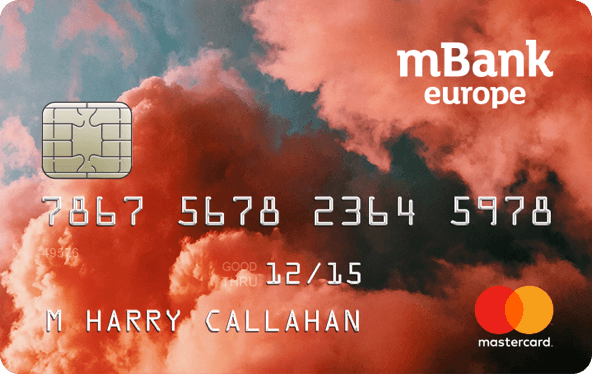 mBank
europe
7867 5678 2364 5978
GOOD
THRU
12/15
M HARRY CALLAHAN
mastercard.